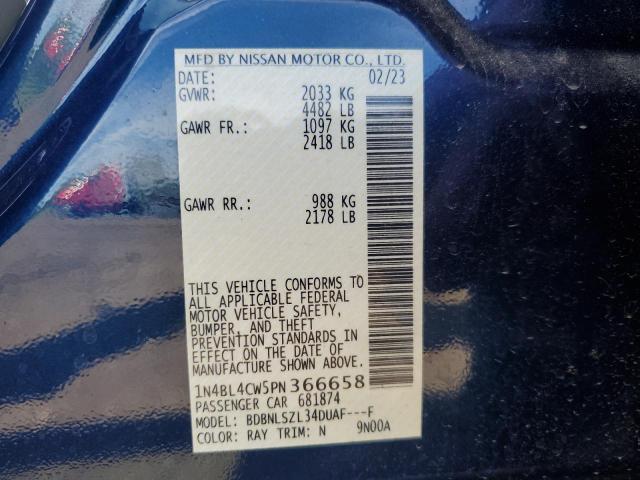 MFD BY NISSAN MOTOR CO., LTD.
DATE: 02/23
GVWR: 2033 KG
4482 LB
GAWR FR.: 1097 KG
2418 LB
GAWR RR.: 988 KG
2178 LB
THIS VEHICLE CONFORMS TO
ALL APPLICABLE FEDERAL
MOTOR VEHICLE SAFETY,
BUMPER, AND THEFT
PREVENTION STANDARDS IN
EFFECT ON THE DATE OF
MANUFACTURE SHOWN ABOVE.
1N4BL4CW5PN366658
PASSENGER CAR 681874
MODEL: BDBNLSZL34DUAF---F
COLOR: RAY TRIM: N 9N00A